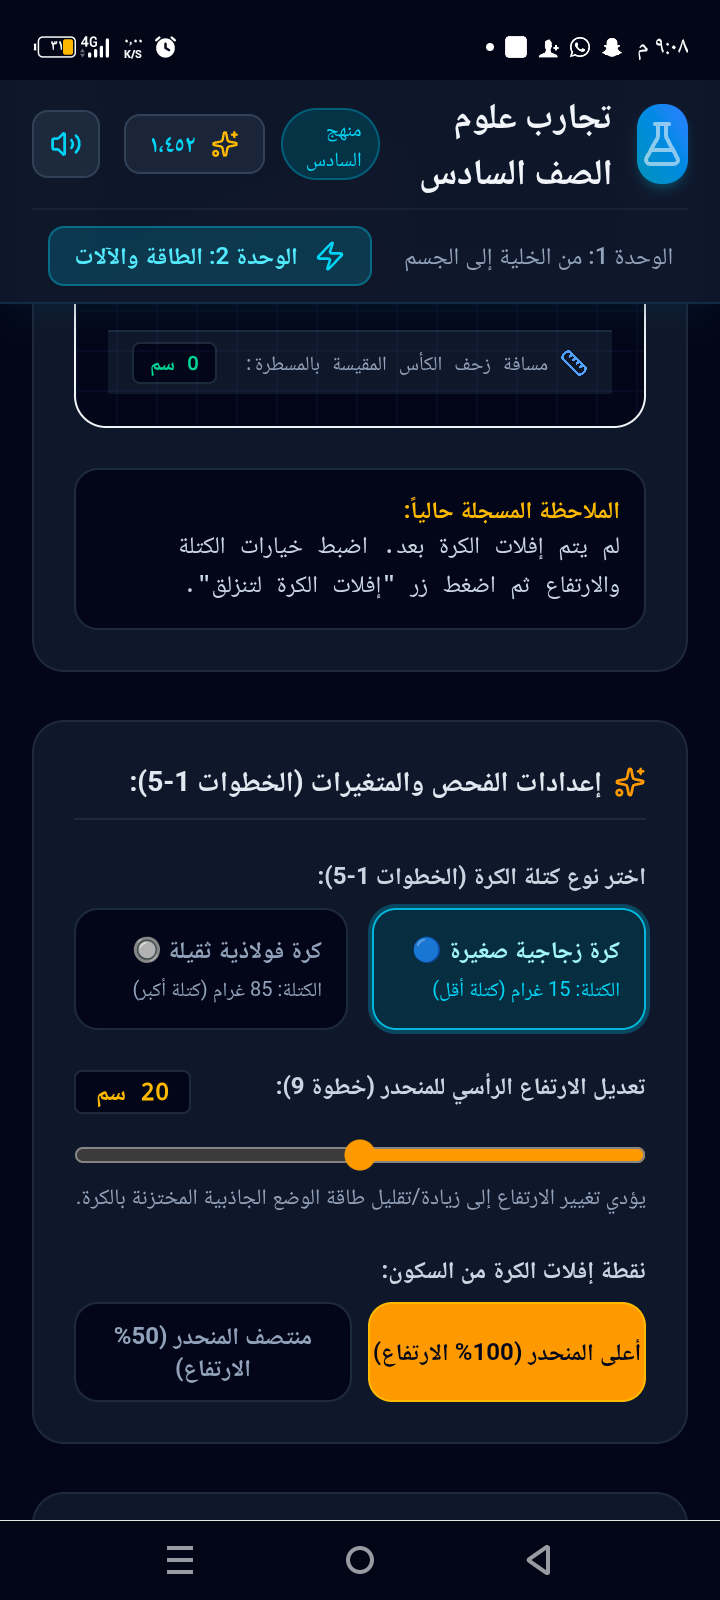 ٩:٠٨ م
4G
٣١
٠,٠٠
K/S
تجارب علوم
الصف السادس
منهج
السادس
١،٤٥٢
الوحدة 1: من الخلية إلى الجسم
الوحدة 2: الطاقة والآلات
مسافة زحف الكأس المقيسة بالمسطرة:
0 سم
الملاحظة المسجلة حالياً:
لم يتم إفلات الكرة بعد. اضبط خيارات الكتلة
والارتفاع ثم اضغط زر "إفلات الكرة لتنزلق".
إعدادات الفحص والمتغيرات (الخطوات 1-5):
اختر نوع كتلة الكرة (الخطوات 1-5):
كرة زجاجية صغيرة
الكتلة: 15 غرام (كتلة أقل)
كرة فولاذية ثقيلة
الكتلة: 85 غرام (كتلة أكبر)
تعديل الارتفاع الرأسي للمنحدر (خطوة 9):
20 سم
يؤدي تغيير الارتفاع إلى زيادة/تقليل طاقة الوضع الجاذبية المختزنة بالكرة.
نقطة إفلات الكرة من السكون:
أعلى المنحدر (100% الارتفاع)
منتصف المنحدر (50%
الارتفاع)